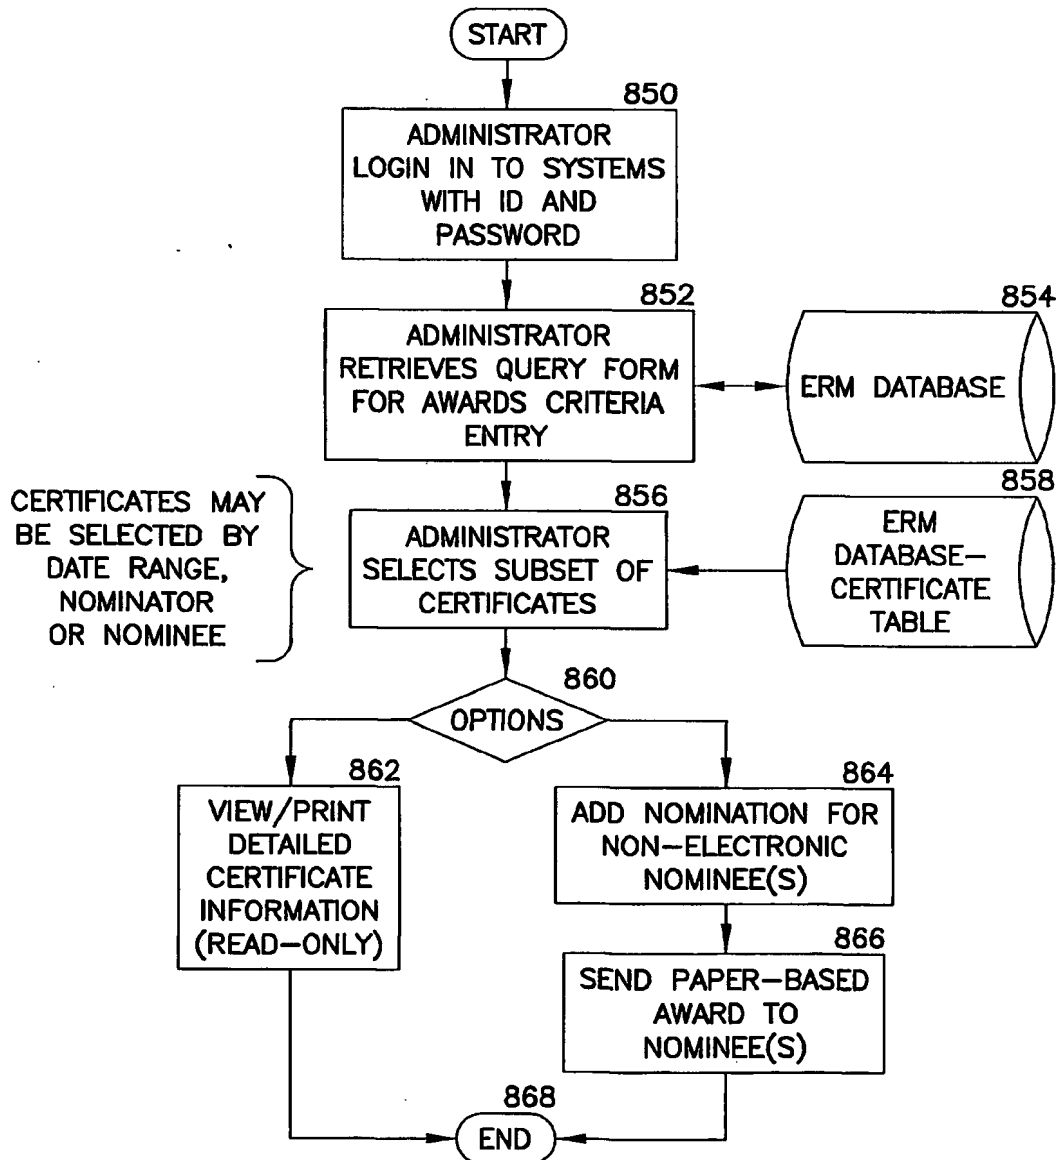 START
850
ADMINISTRATOR
LOGIN IN TO SYSTEMS
WITH ID AND
PASSWORD
852
ADMINISTRATOR
RETRIEVES QUERY FORM
FOR AWARDS CRITERIA
ENTRY
854
ERM DATABASE
CERTIFICATES MAY
BE SELECTED BY
DATE RANGE,
NOMINATOR
OR NOMINEE
856
ADMINISTRATOR
SELECTS SUBSET OF
CERTIFICATES
858
ERM
DATABASE–
CERTIFICATE
TABLE
860
OPTIONS
862
VIEW/PRINT
DETAILED
CERTIFICATE
INFORMATION
(READ–ONLY)
864
ADD NOMINATION FOR
NON–ELECTRONIC
NOMINEE(S)
866
SEND PAPER–BASED
AWARD TO
NOMINEE(S)
868
END